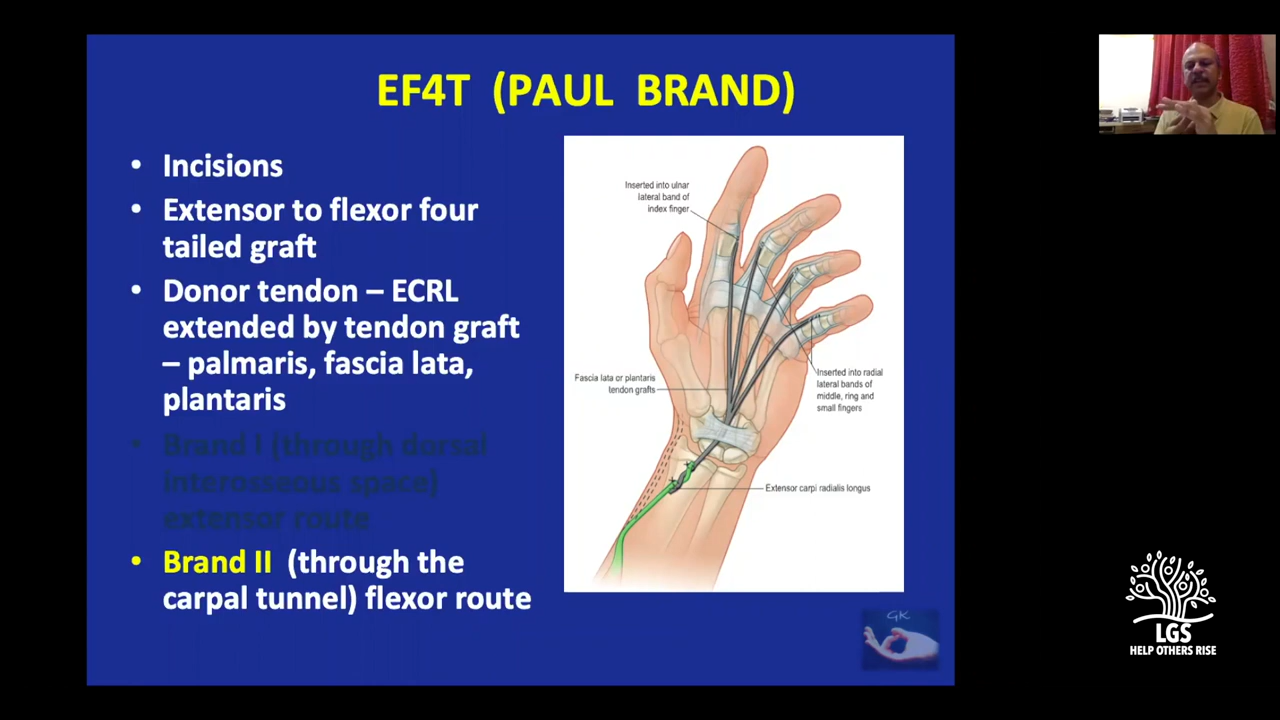 EF4T (PAUL BRAND)
• Incisions
• Extensor to flexor four
tailed graft
• Donor tendon – ECRL
extended by tendon graft
– palmaris, fascia lata,
plantaris
• Brand I (through dorsal
interosseous space)
extensor route
• Brand II (through the
carpal tunnel) flexor route
Inserted into ulnar
lateral band of
index finger
Fascia lata or plantaris
tendon grafts
Inserted into radial
lateral bands of
middle, ring and
small fingers
Extensor carpi radialis longus
GK
LGS
HELP OTHERS RISE